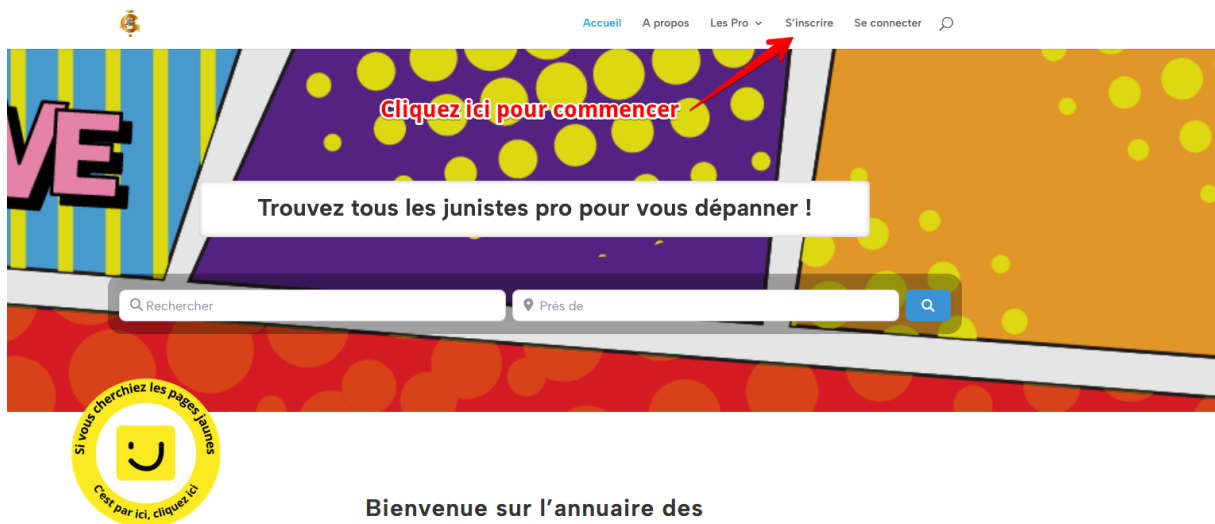 Accueil A propos Les Pro S'inscrire Se connecter
Cliquez ici pour commencer
VE
Trouvez tous les junistes pro pour vous dépanner !
Rechercher
Près de
Si vous cherchiez les pages jaunes
C'est par ici, cliquez ici
Bienvenue sur l'annuaire des